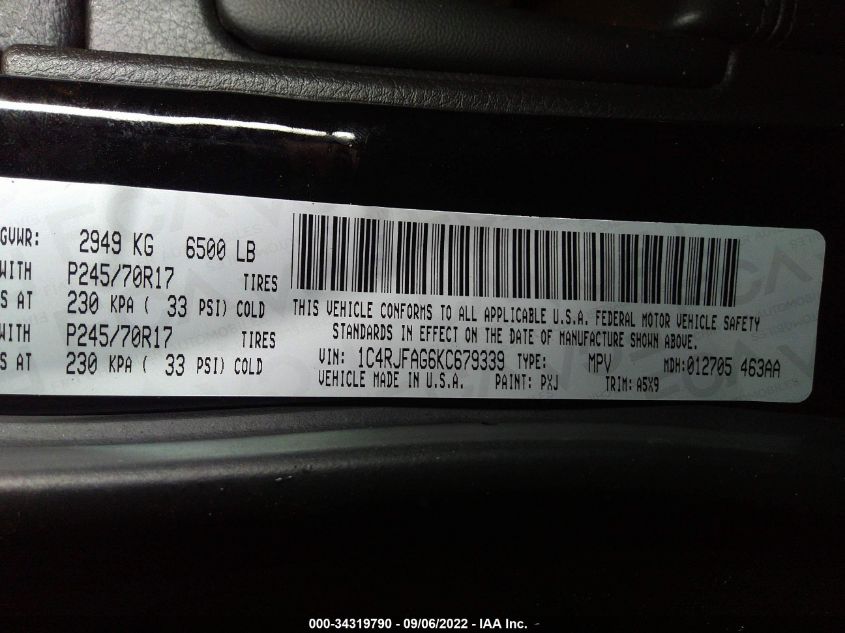 GVWR: 2949 KG 6500 LB
WITH P245/70R17 TIRES
S AT 230 KPA ( 33 PSI) COLD
WITH P245/70R17 TIRES
S AT 230 KPA ( 33 PSI) COLD
THIS VEHICLE CONFORMS TO ALL APPLICABLE U.S.A. FEDERAL MOTOR VEHICLE SAFETY
STANDARDS IN EFFECT ON THE DATE OF MANUFACTURE SHOWN ABOVE.
VIN: 1C4RJFAG6KC679339 TYPE: MPV MDH:012705 463AA
VEHICLE MADE IN U.S.A. PAINT: PXJ TRIM: A5X9
000-34319790 - 09/06/2022 - IAA Inc.